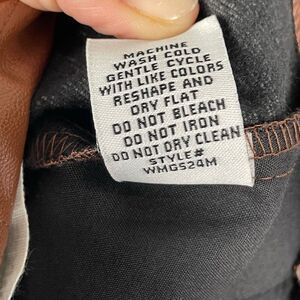 MACHINE
WASH COLD
GENTLE CYCLE
WITH LIKE COLORS
RESHAPE AND
DRY FLAT
DO NOT BLEACH
DO NOT IRON
DO NOT DRY CLEAN
STYLE#
WMGS24M